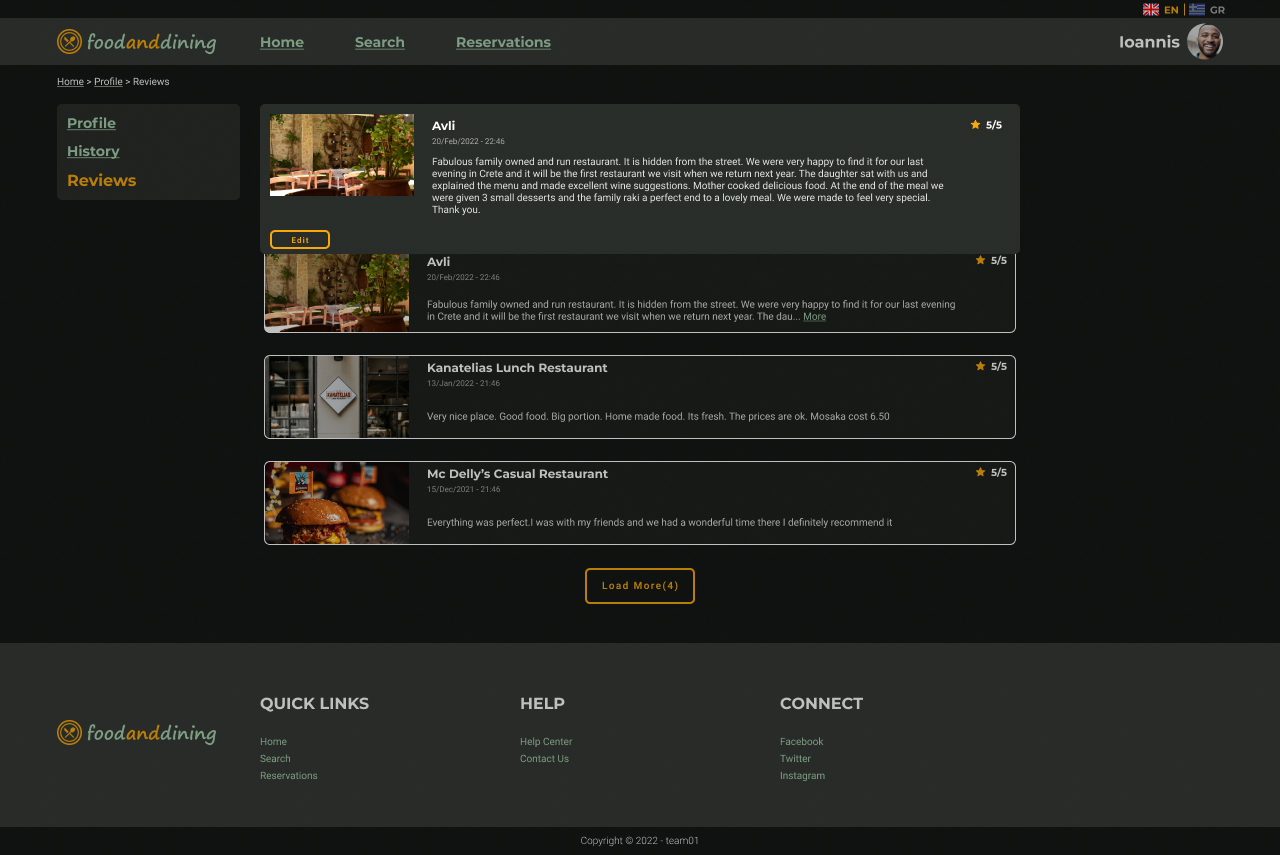 EN | GR
foodanddining Home Search Reservations Ioannis
Home > Profile > Reviews
Profile
History
Reviews
Avli 5/5
20/Feb/2022 - 22:46
Fabulous family owned and run restaurant. It is hidden from the street. We were very happy to find it for our last
evening in Crete and it will be the first restaurant we visit when we return next year. The daughter sat with us and
explained the menu and made excellent wine suggestions. Mother cooked delicious food. At the end of the meal we
were given 3 small desserts and the family raki a perfect end to a lovely meal. We were made to feel very special.
Thank you.
Edit
Avli 5/5
20/Feb/2022 - 22:46
Fabulous family owned and run restaurant. It is hidden from the street. We were very happy to find it for our last evening
in Crete and it will be the first restaurant we visit when we return next year. The dau... More
KANATELIAS
Kanatelias Lunch Restaurant 5/5
13/Jan/2022 - 21:46
Very nice place. Good food. Big portion. Home made food. Its fresh. The prices are ok. Mosaka cost 6.50
Mc Delly’s Casual Restaurant 5/5
15/Dec/2021 - 21:46
Everything was perfect.I was with my friends and we had a wonderful time there I definitely recommend it
Load More(4)
foodanddining
QUICK LINKS
Home
Search
Reservations
HELP
Help Center
Contact Us
CONNECT
Facebook
Twitter
Instagram
Copyright © 2022 - team01